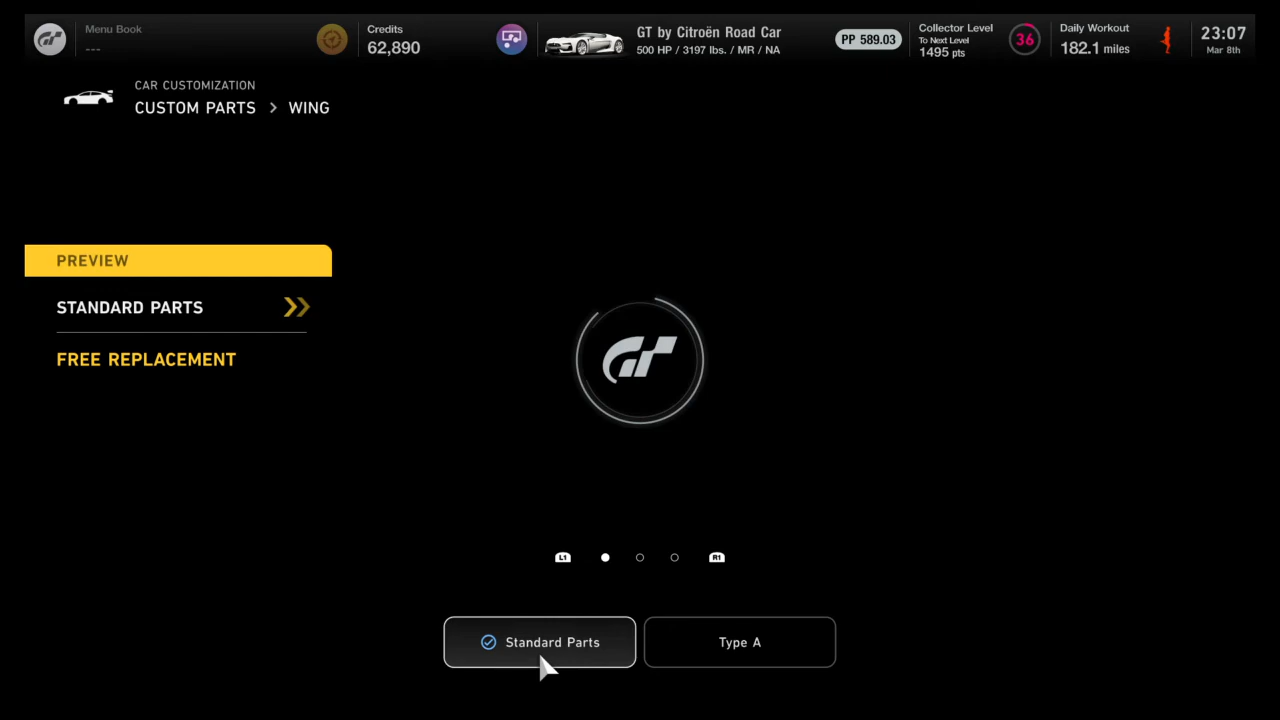 Menu Book
---
Credits
62,890
GT by Citroën Road Car
500 HP / 3197 lbs. / MR / NA
PP 589.03
Collector Level
To Next Level
1495 pts
36
Daily Workout
182.1 miles
23:07
Mar 8th
CAR CUSTOMIZATION
CUSTOM PARTS > WING
PREVIEW
STANDARD PARTS
FREE REPLACEMENT
L1
R1
Standard Parts
Type A